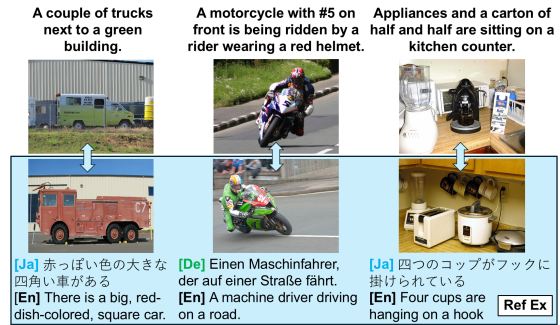 A couple of trucks
next to a green
building.
A motorcycle with #5 on
front is being ridden by a
rider wearing a red helmet.
Appliances and a carton of
half and half are sitting on a
kitchen counter.
C7
[Ja] 赤っぽい色の大きな
四角い車がある
[En] There is a big, red-
dish-colored, square car.
[De] Einen Maschinfahrer,
der auf einer Straße fährt.
[En] A machine driver driving
on a road.
[Ja] 四つのコップがフックに
掛けられている
[En] Four cups are
hanging on a hook
Ref Ex